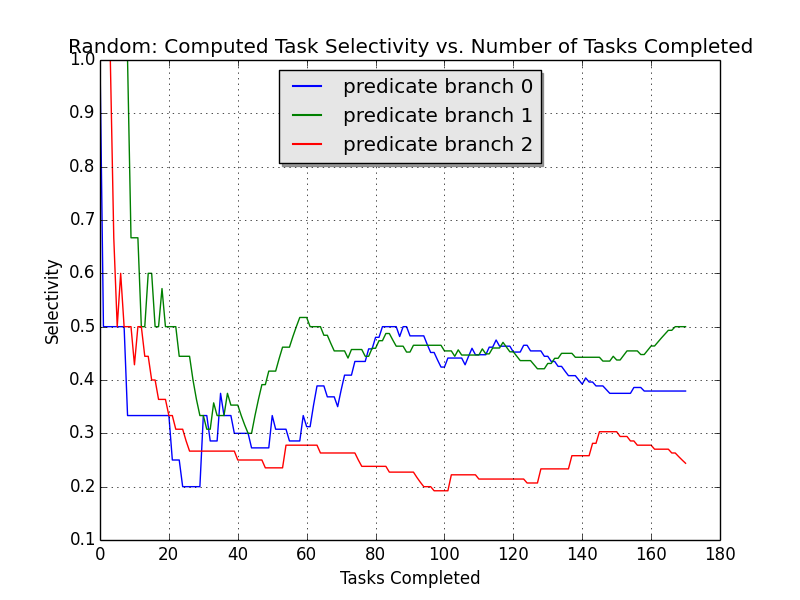 Random: Computed Task Selectivity vs. Number of Tasks Completed
predicate branch 0
predicate branch 1
predicate branch 2
Selectivity
1.0
0.9
0.8
0.7
0.6
0.5
0.4
0.3
0.2
0.1
0 20 40 60 80 100 120 140 160 180
Tasks Completed